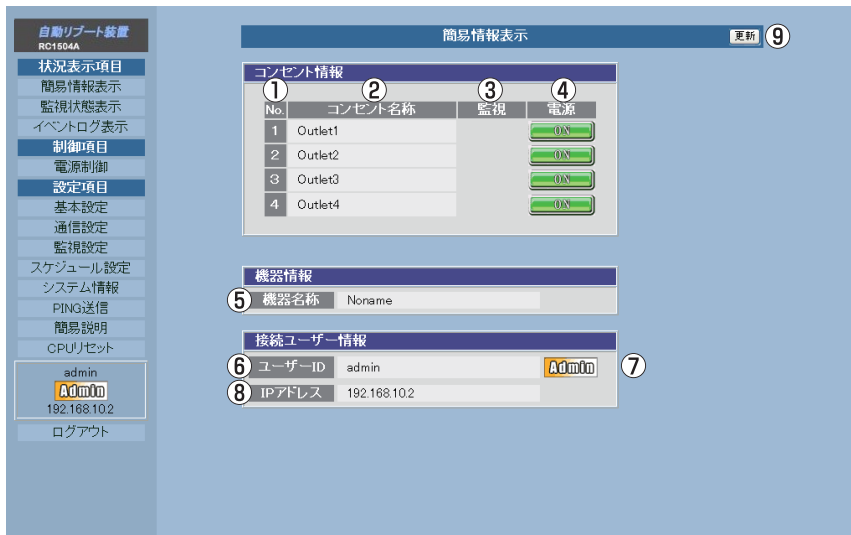 自動リブート装置
RC1504A
状況表示項目
簡易情報表示
監視状態表示
イベントログ表示
制御項目
電源制御
設定項目
基本設定
通信設定
監視設定
スケジュール設定
システム情報
PING送信
簡易説明
CPUリセット
admin
Admin
192.168.10.2
ログアウト
簡易情報表示 更新 ⑨
コンセント情報
① ② ③ ④
No. コンセント名称 監視 電源
1 Outlet1 ON
2 Outlet2 ON
3 Outlet3 ON
4 Outlet4 ON
機器情報
⑤ 機器名称 Noname
接続ユーザー情報
⑥ ユーザーID admin Admin ⑦
⑧ IPアドレス 192.168.10.2